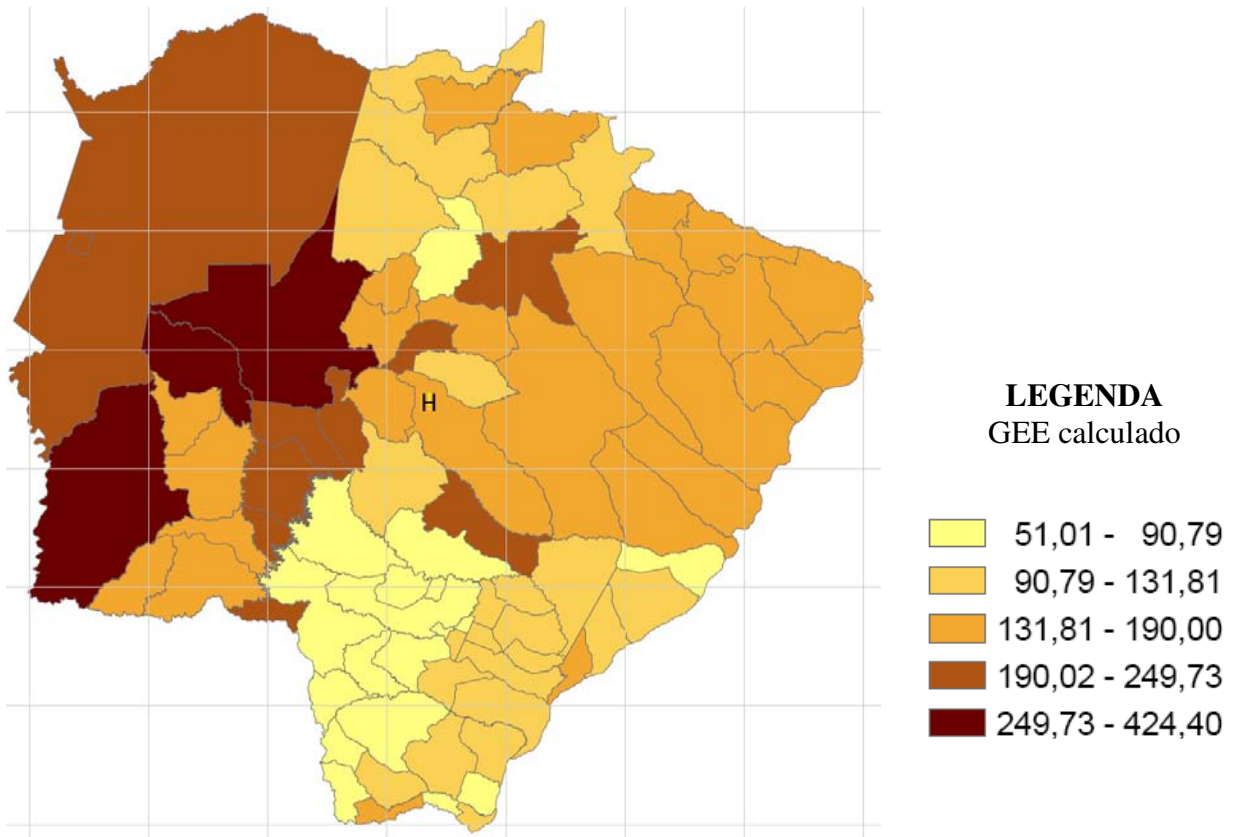 H
LEGENDA
GEE calculado
51,01 - 90,79
90,79 - 131,81
131,81 - 190,00
190,02 - 249,73
249,73 - 424,40